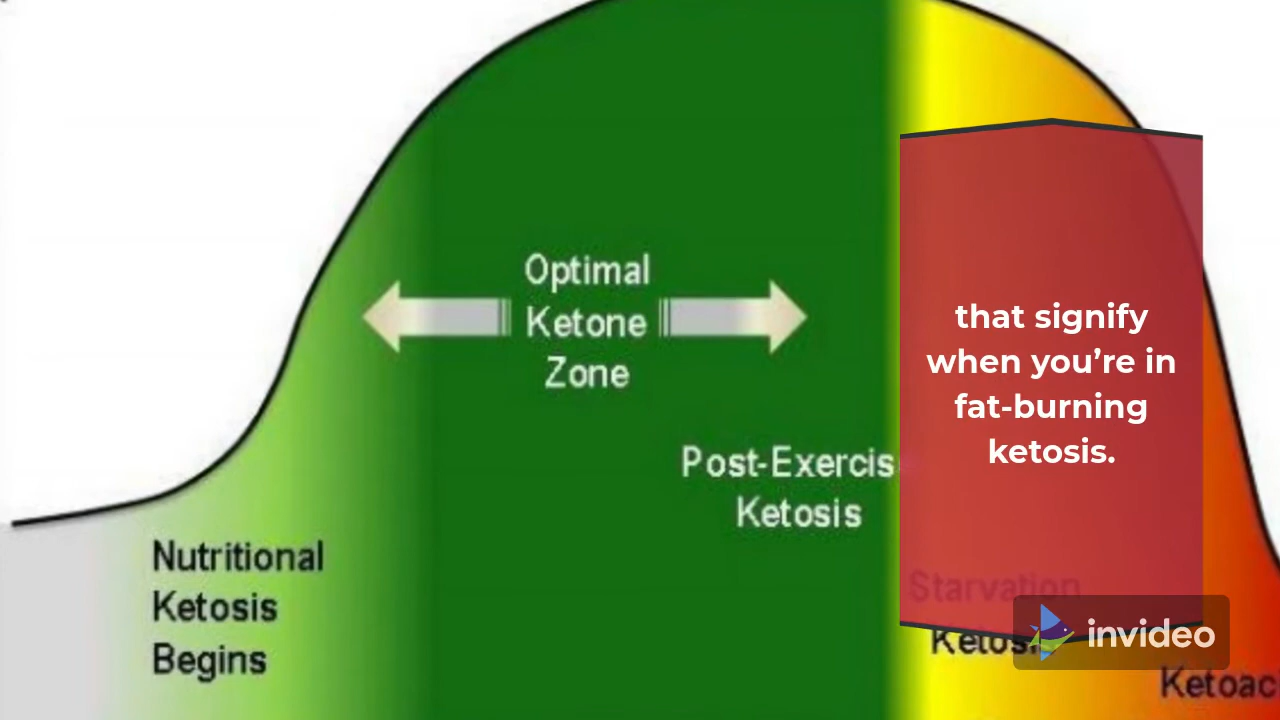 Optimal
Ketone
Zone
that signify
when you’re in
fat-burning
ketosis.
Post-Exercis
Ketosis
Nutritional
Ketosis
Begins
Starvation
Ketosi
invideo
Ketoac